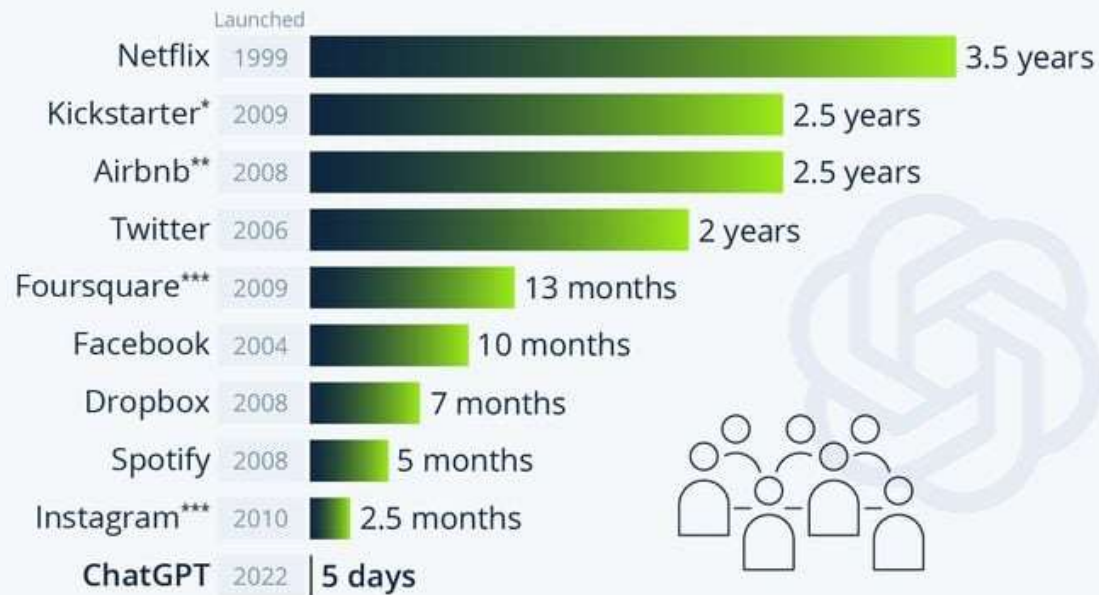 Launched
Netflix 1999 3.5 years
Kickstarter* 2009 2.5 years
Airbnb** 2008 2.5 years
Twitter 2006 2 years
Foursquare*** 2009 13 months
Facebook 2004 10 months
Dropbox 2008 7 months
Spotify 2008 5 months
Instagram*** 2010 2.5 months
ChatGPT 2022 5 days